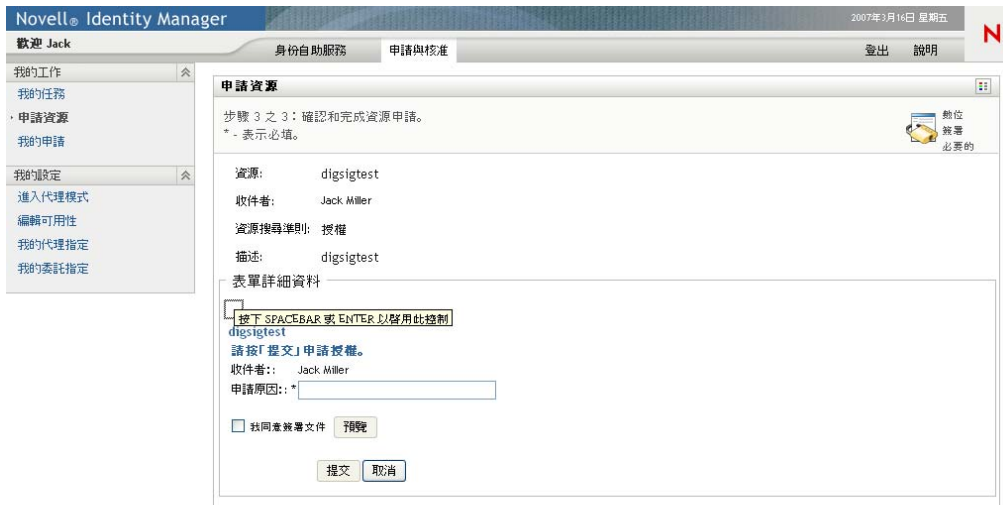 Novell® Identity Manager
2007年3月16日 星期五
歡迎 Jack
身份自助服務
申請與核准
登出
說明
N
我的工作
我的任務
申請資源
我的申請
我的設定
進入代理模式
編輯可用性
我的代理指定
我的委託指定
申請資源
步驟 3 之 3：確認和完成資源申請。
* - 表示必填。
數位
簽署
必要的
資源: digsigtest
收件者: Jack Miller
資源搜尋準則: 授權
描述: digsigtest
表單詳細資料
按下 SPACEBAR 或 ENTER 以啓用此控制
digsigtest
請按「提交」申請授權。
收件者:: Jack Miller
申請原因:: *
我同意簽署文件 預覽
提交 取消